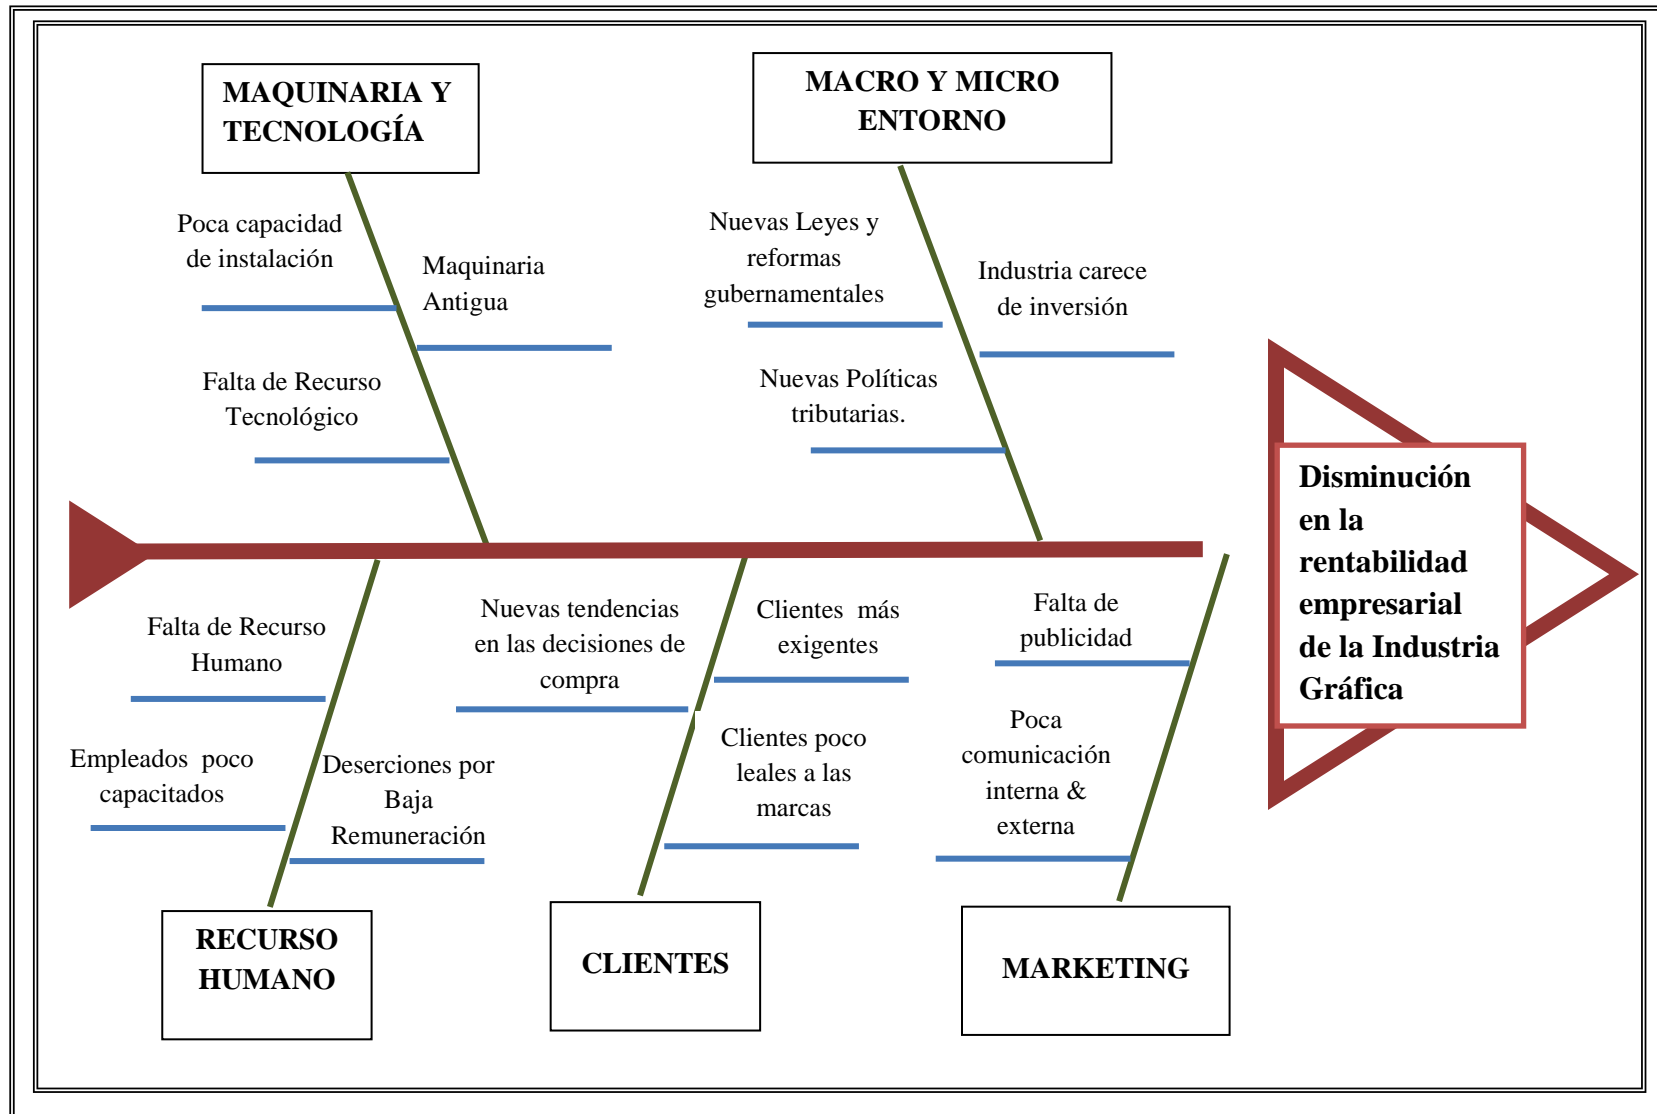 MAQUINARIA Y
TECNOLOGÍA
MACRO Y MICRO
ENTORNO
Poca capacidad
de instalación
Maquinaria
Antigua
Falta de Recurso
Tecnológico
Nuevas Leyes y
reformas
gubernamentales
Industria carece
de inversión
Nuevas Políticas
tributarias.
Disminución
en la
rentabilidad
empresarial
de la Industria
Gráfica
Falta de Recurso
Humano
Empleados poco
capacitados
Deserciones por
Baja
Remuneración
Nuevas tendencias
en las decisiones de
compra
Clientes más
exigentes
Clientes poco
leales a las
marcas
Falta de
publicidad
Poca
comunicación
interna &
externa
RECURSO
HUMANO
CLIENTES
MARKETING